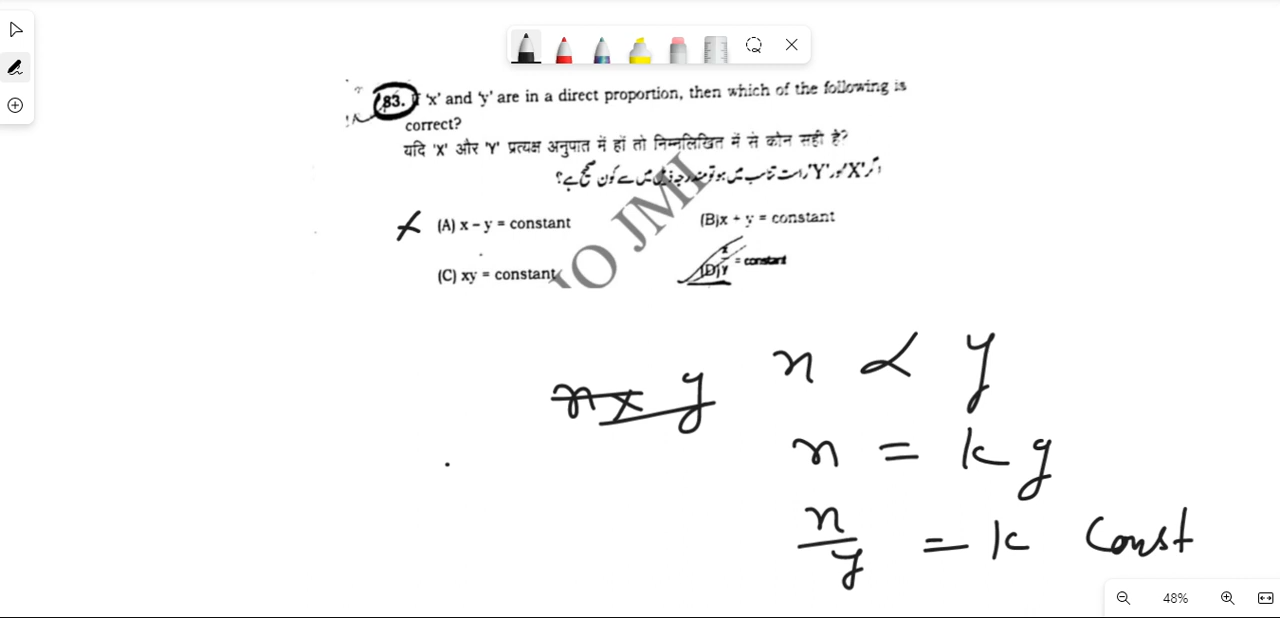 83. If 'x' and 'y' are in a direct proportion, then which of the following is
correct?
यदि 'X' और 'Y' प्रत्यक्ष अनुपात में हों तो निम्नलिखित में से कौन सही है?
اگر 'X' اور 'Y' راست تناسب میں ہو تو مندرجہ ذیل میں سے کون صحیح ہے؟
(A) x – y = constant
(B) x + y = constant
(C) xy = constant
(D) x/y = constant
JMI
x ∝ y
x = k y
x/y = k Const
48%